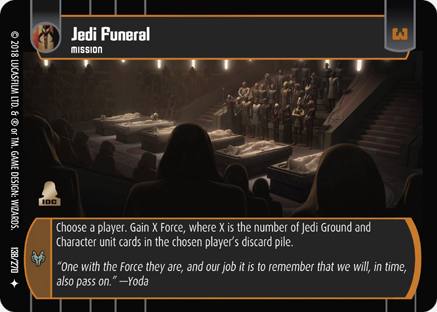 Jedi Funeral
MISSION
3
IDC
Choose a player. Gain X Force, where X is the number of Jedi Ground and
Character unit cards in the chosen player's discard pile.
"One with the Force they are, and our job it is to remember that we will, in time,
also pass on." —Yoda
© 2018 LUCASFILM LTD. & ® or TM. GAME DESIGN: WIZARDS.
138/270